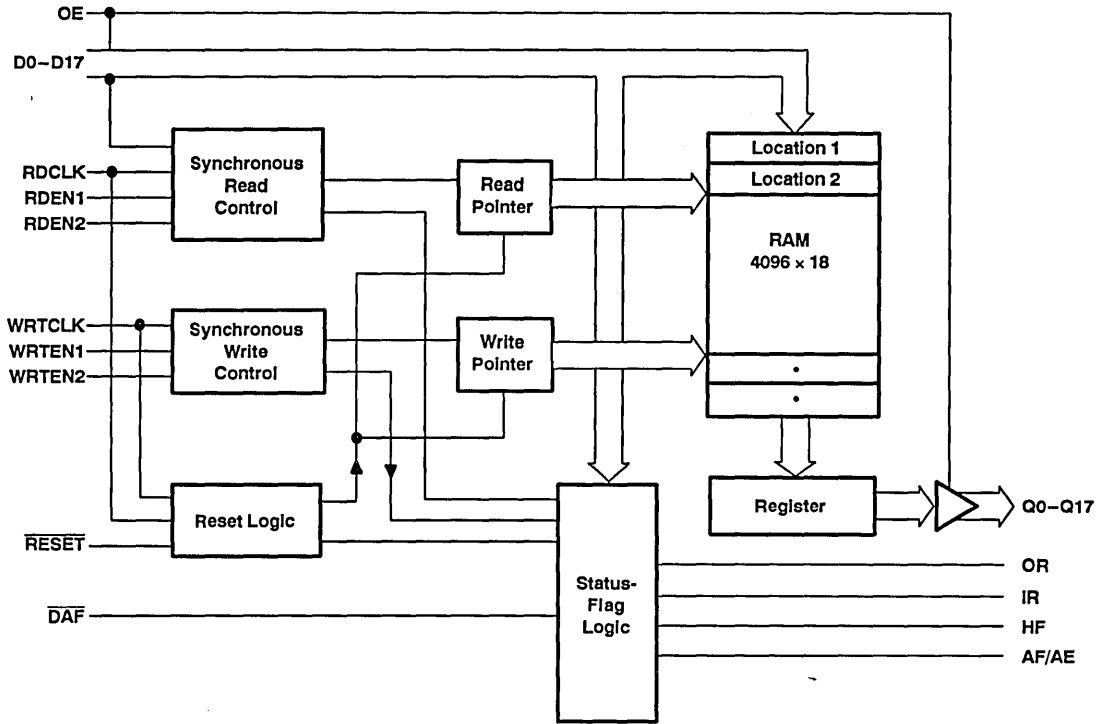 OE
D0–D17
RDCLK
RDEN1
RDEN2
Synchronous
Read
Control
Read
Pointer
Location 1
Location 2
RAM
4096 × 18
WRTCLK
WRTEN1
WRTEN2
Synchronous
Write
Control
Write
Pointer
Reset Logic
RESET
DAF
Status-
Flag
Logic
Register
Q0–Q17
OR
IR
HF
AF/AE